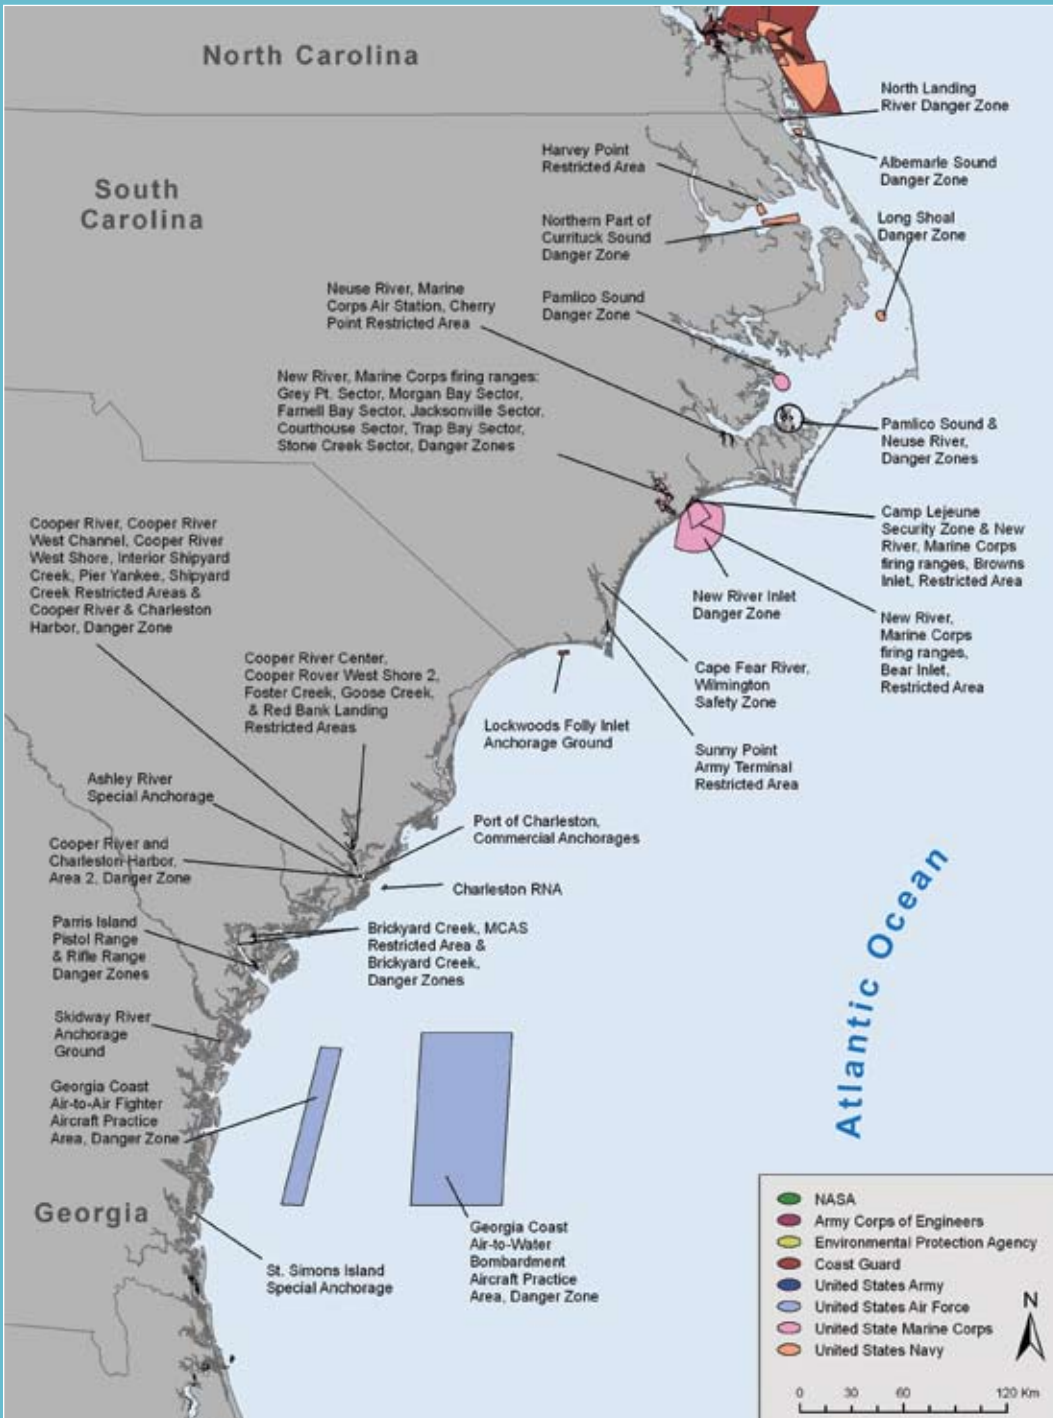 North Carolina
South
Carolina
North Landing
River Danger Zone
Harvey Point
Restricted Area
Albemarle Sound
Danger Zone
Northern Part of
Currituck Sound
Danger Zone
Long Shoal
Danger Zone
Neuse River, Marine
Corps Air Station, Cherry
Point Restricted Area
Pamlico Sound
Danger Zone
New River, Marine Corps firing ranges:
Grey Pt. Sector, Morgan Bay Sector,
Farnell Bay Sector, Jacksonville Sector,
Courthouse Sector, Trap Bay Sector,
Stone Creek Sector, Danger Zones
Pamlico Sound &
Neuse River,
Danger Zones
Cooper River, Cooper River
West Channel, Cooper River
West Shore, Interior Shipyard
Creek, Pier Yankee, Shipyard
Creek Restricted Areas &
Cooper River & Charleston
Harbor, Danger Zone
Camp Lejeune
Security Zone & New
River, Marine Corps
firing ranges, Browns
Inlet, Restricted Area
New River Inlet
Danger Zone
New River,
Marine Corps
firing ranges,
Bear Inlet,
Restricted Area
Cooper River Center,
Cooper Rover West Shore 2,
Foster Creek, Goose Creek,
& Red Bank Landing
Restricted Areas
Cape Fear River,
Wilmington
Safety Zone
Lockwoods Folly Inlet
Anchorage Ground
Sunny Point
Army Terminal
Restricted Area
Ashley River
Special Anchorage
Port of Charleston,
Commercial Anchorages
Cooper River and
Charleston Harbor,
Area 2, Danger Zone
Charleston RNA
Parris Island
Pistol Range
& Rifle Range
Danger Zones
Brickyard Creek, MCAS
Restricted Area &
Brickyard Creek,
Danger Zones
Atlantic Ocean
Skidway River
Anchorage
Ground
Georgia Coast
Air-to-Air Fighter
Aircraft Practice
Area, Danger Zone
Georgia
Georgia Coast
Air-to-Water
Bombardment
Aircraft Practice
Area, Danger Zone
St. Simons Island
Special Anchorage
NASA
Army Corps of Engineers
Environmental Protection Agency
Coast Guard
United States Army
United States Air Force
United State Marine Corps
United States Navy
N
0 30 60 120 Km